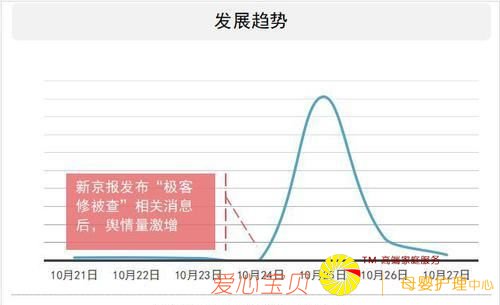 发展趋势
新京报发布“极客
修被查”相关消息
后，舆情量激增
TM 高端家庭服务
10月21日
10月22日
10月23日
10月24日
10月25日
10月26日
10月27日
爱心宝贝
母婴护理中心